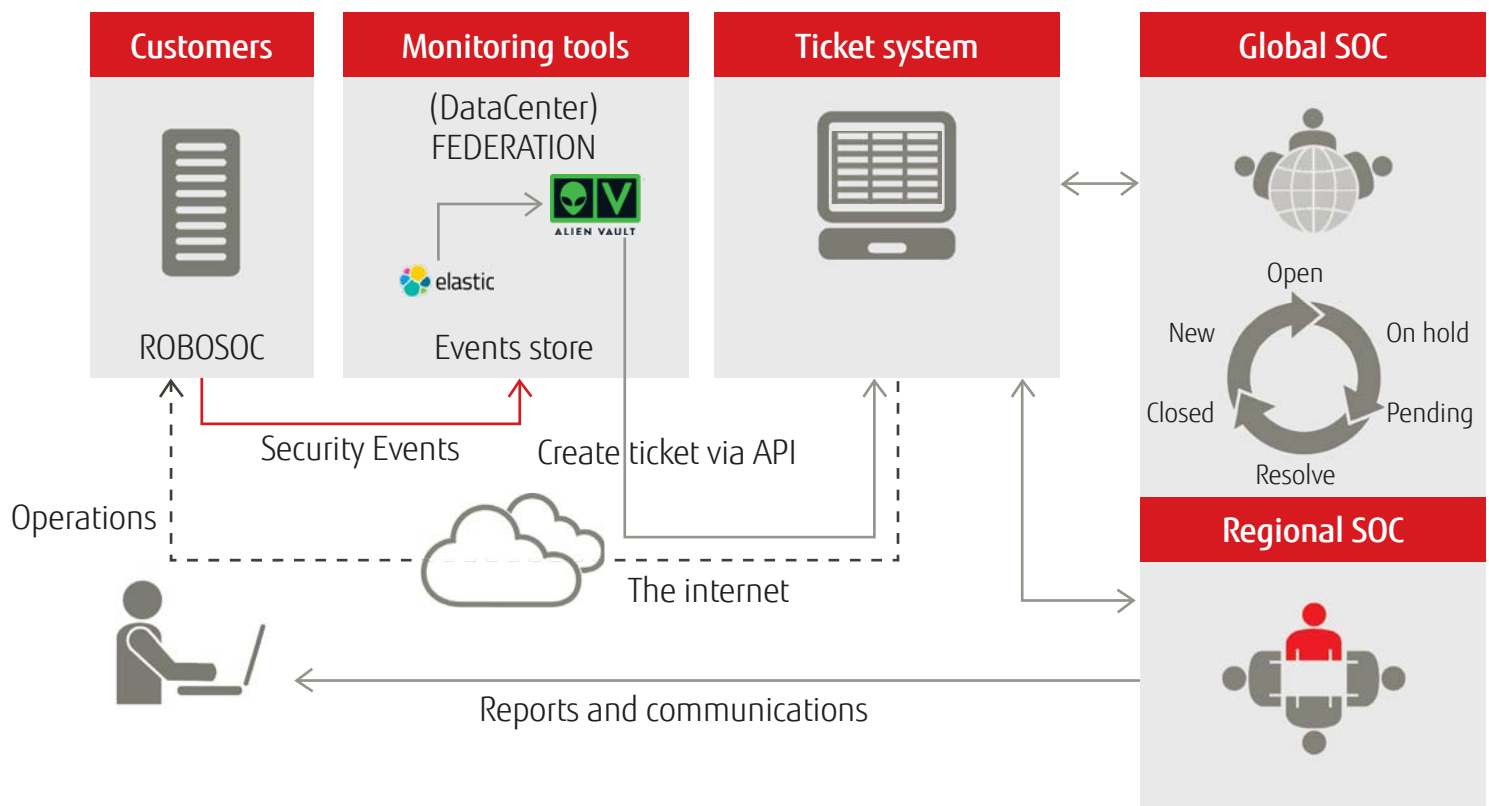 Customers
Monitoring tools
Ticket system
Global SOC
(DataCenter)
FEDERATION
ALIEN VAULT
elastic
ROBOSOC
Events store
Open
New
On hold
Closed
Pending
Resolve
Security Events
Create ticket via API
Operations
The internet
Regional SOC
Reports and communications